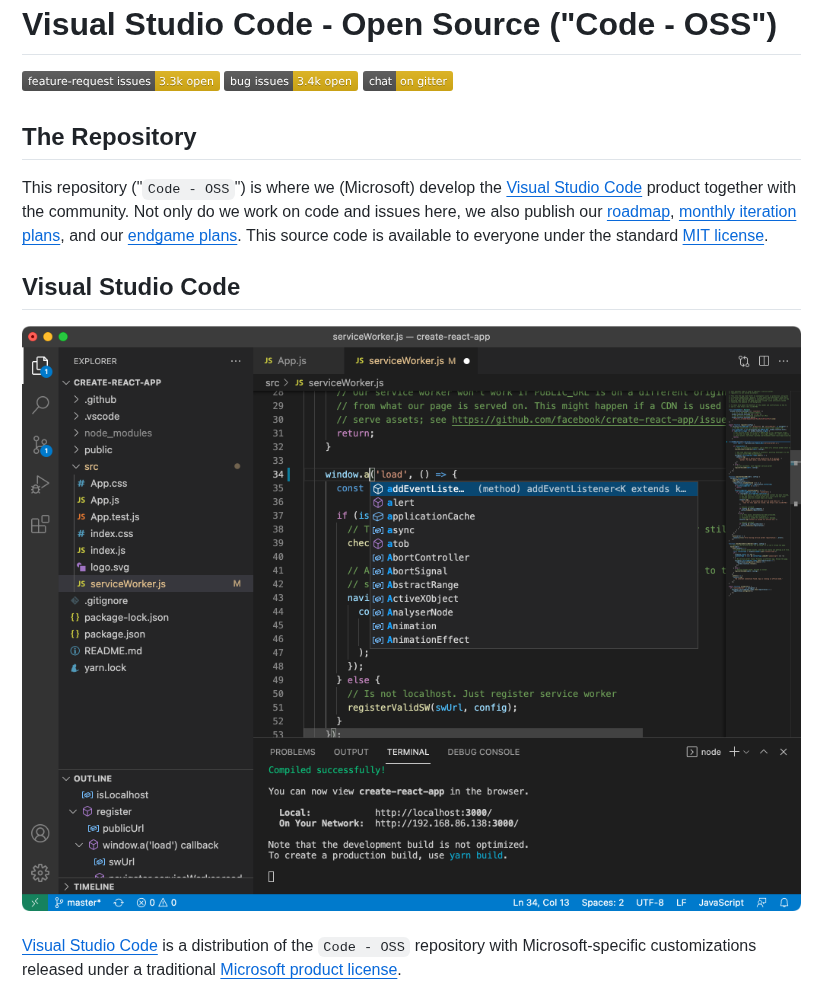 Visual Studio Code - Open Source ("Code - OSS")
feature-request issues 3.3k open bug issues 3.4k open chat on gitter
The Repository
This repository ("Code - OSS") is where we (Microsoft) develop the Visual Studio Code product together with
the community. Not only do we work on code and issues here, we also publish our roadmap, monthly iteration
plans, and our endgame plans. This source code is available to everyone under the standard MIT license.
Visual Studio Code
serviceWorker.js — create-react-app
EXPLORER
CREATE-REACT-APP
.github
.vscode
node_modules
public
src
# App.css
JS App.js
JS App.test.js
# index.css
JS index.js
logo.svg
JS serviceWorker.js M
.gitignore
{} package-lock.json
{} package.json
README.md
yarn.lock
OUTLINE
isLocalhost
register
publicUrl
window.a('load') callback
swUrl
TIMELINE
JS App.js JS serviceWorker.js M
src > JS serviceWorker.js
28 // our service worker won't work if PUBLIC_URL is on a different origin
29 // from what our page is served on. This might happen if a CDN is used
30 // serve assets; see https://github.com/facebook/create-react-app/issue
31 return;
32 }
33
34 window.a('load', () => {
35 const addEventListe… (method) addEventListener<K extends k…
36 alert
37 if (is applicationCache
38 // T async stil
39 chec atob
40 AbortController
41 // A AbortSignal to t
42 // s AbstractRange
43 navi ActiveXObject
44 co AnalyserNode
45 Animation
46 AnimationEffect
47 );
48 });
49 } else {
50 // Is not localhost. Just register service worker
51 registerValidSW(swUrl, config);
52 }
53 });
PROBLEMS OUTPUT TERMINAL DEBUG CONSOLE node
Compiled successfully!
You can now view create-react-app in the browser.
Local: http://localhost:3000/
On Your Network: http://192.168.86.138:3000/
Note that the development build is not optimized.
To create a production build, use yarn build.
master* 0 0 Ln 34, Col 13 Spaces: 2 UTF-8 LF JavaScript
Visual Studio Code is a distribution of the Code - OSS repository with Microsoft-specific customizations
released under a traditional Microsoft product license.